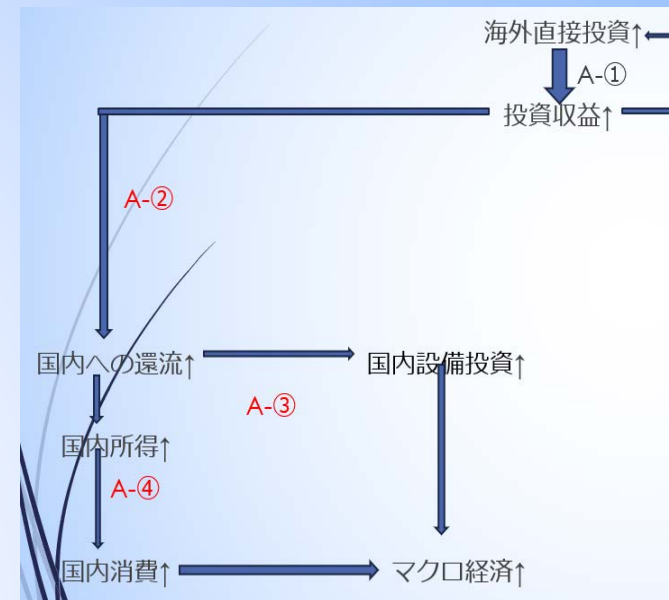 海外直接投資↑
A-①
投資収益↑
A-②
国内への還流↑
国内設備投資↑
A-③
国内所得↑
A-④
国内消費↑
マクロ経済↑